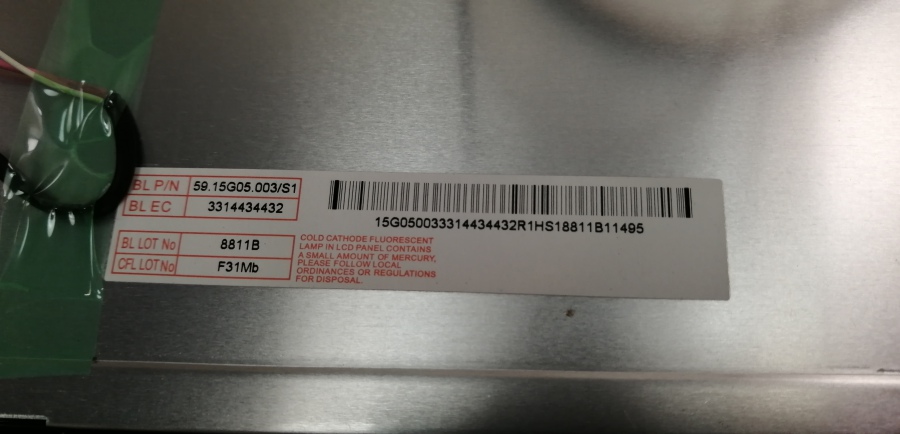 BL P/N 59.15G05.003/S1
BL EC 3314434432
15G050033314434432R1HS18811B11495
BL LOT No 8811B
CFL LOT No F31Mb
COLD CATHODE FLUORESCENT
LAMP IN LCD PANEL CONTAINS
A SMALL AMOUNT OF MERCURY,
PLEASE FOLLOW LOCAL
ORDINANCES OR REGULATIONS
FOR DISPOSAL